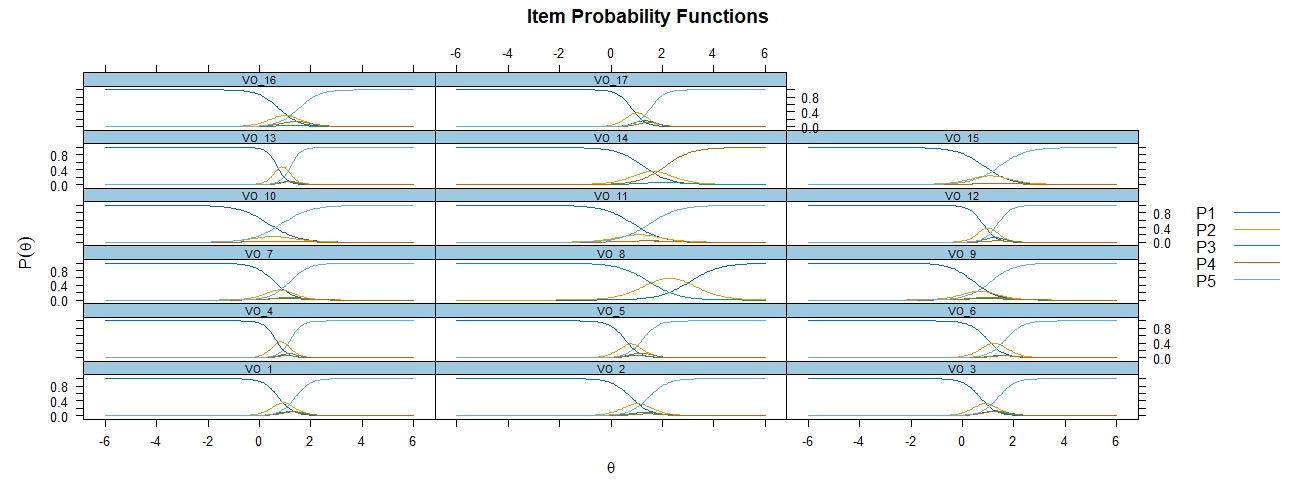 Item Probability Functions
-6 -4 -2 0 2 4 6
VO_16 VO_17
0.8
0.4
0.0
VO_13 VO_14 VO_15
0.8
0.4
0.0
VO_10 VO_11 VO_12
0.8
0.4
0.0
VO_7 VO_8 VO_9
0.8
0.4
0.0
VO_4 VO_5 VO_6
0.8
0.4
0.0
VO_1 VO_2 VO_3
0.8
0.4
0.0
-6 -4 -2 0 2 4 6 -6 -4 -2 0 2 4 6
θ
P(θ)
P1
P2
P3
P4
P5